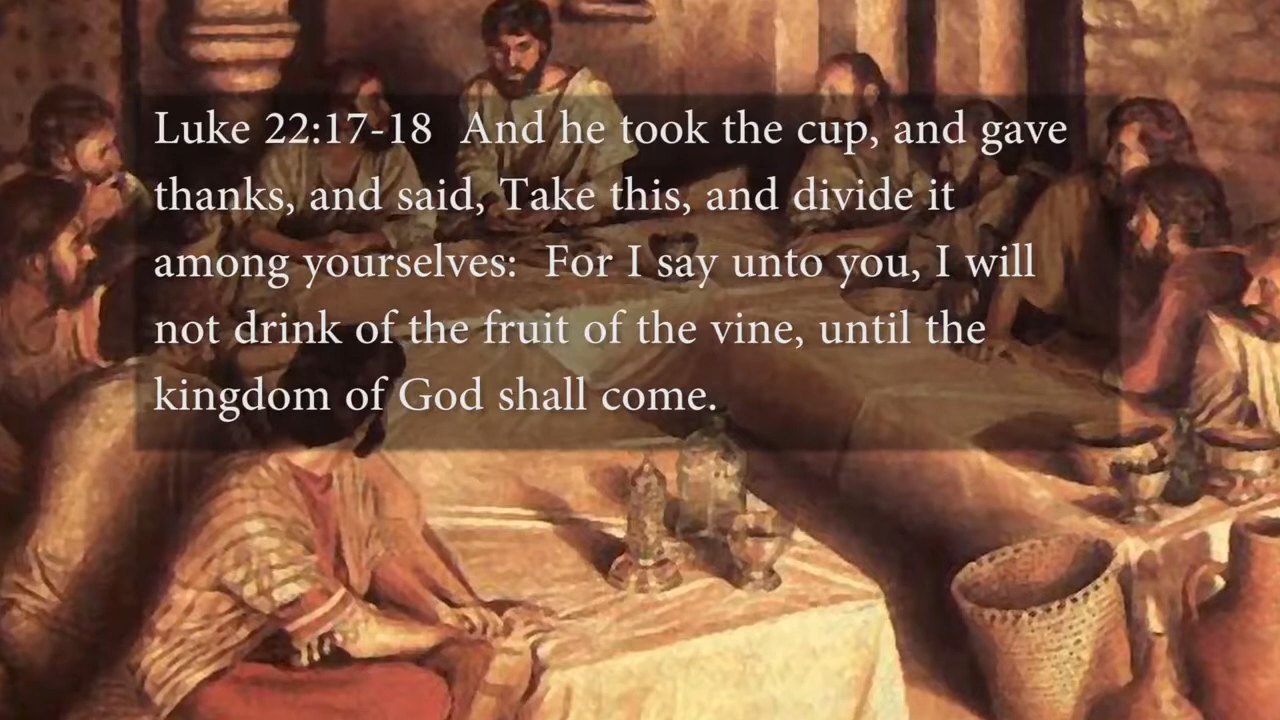 Luke 22:17-18  And he took the cup, and gave
thanks, and said, Take this, and divide it
among yourselves:  For I say unto you, I will
not drink of the fruit of the vine, until the
kingdom of God shall come.